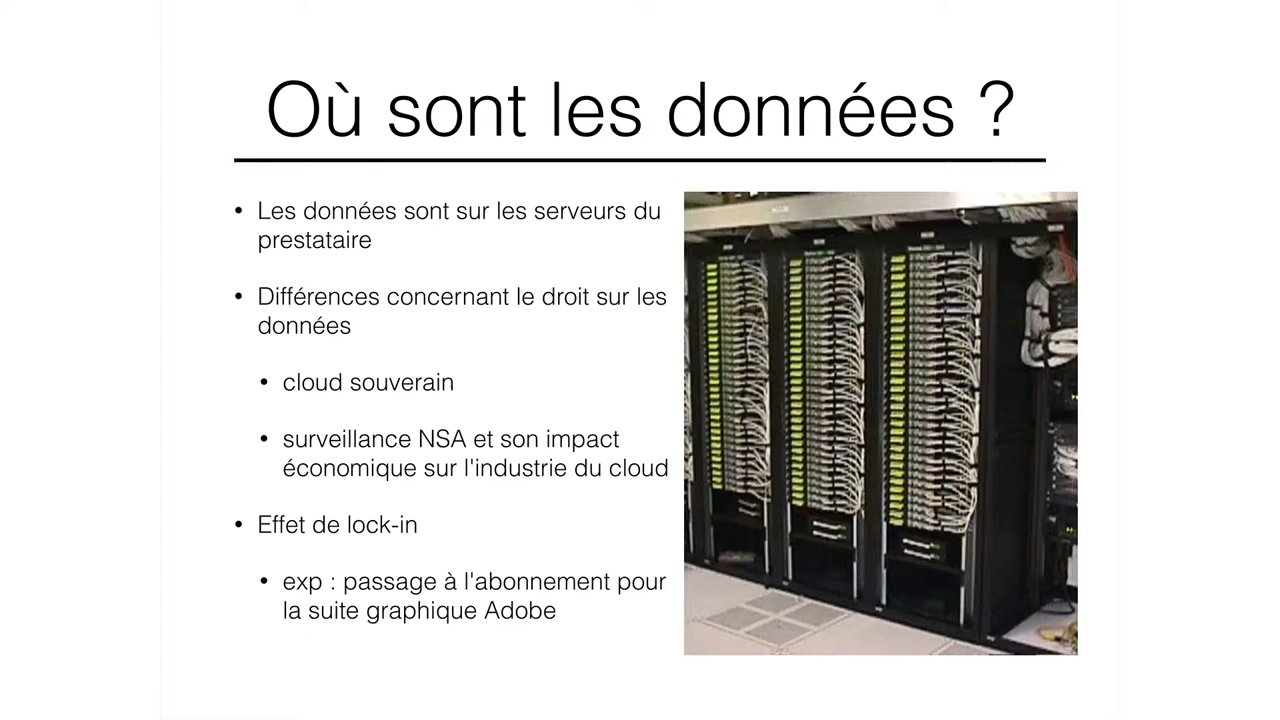 Où sont les données ?
• Les données sont sur les serveurs du
prestataire
• Différences concernant le droit sur les
données
• cloud souverain
• surveillance NSA et son impact
économique sur l'industrie du cloud
• Effet de lock-in
• exp : passage à l'abonnement pour
la suite graphique Adobe